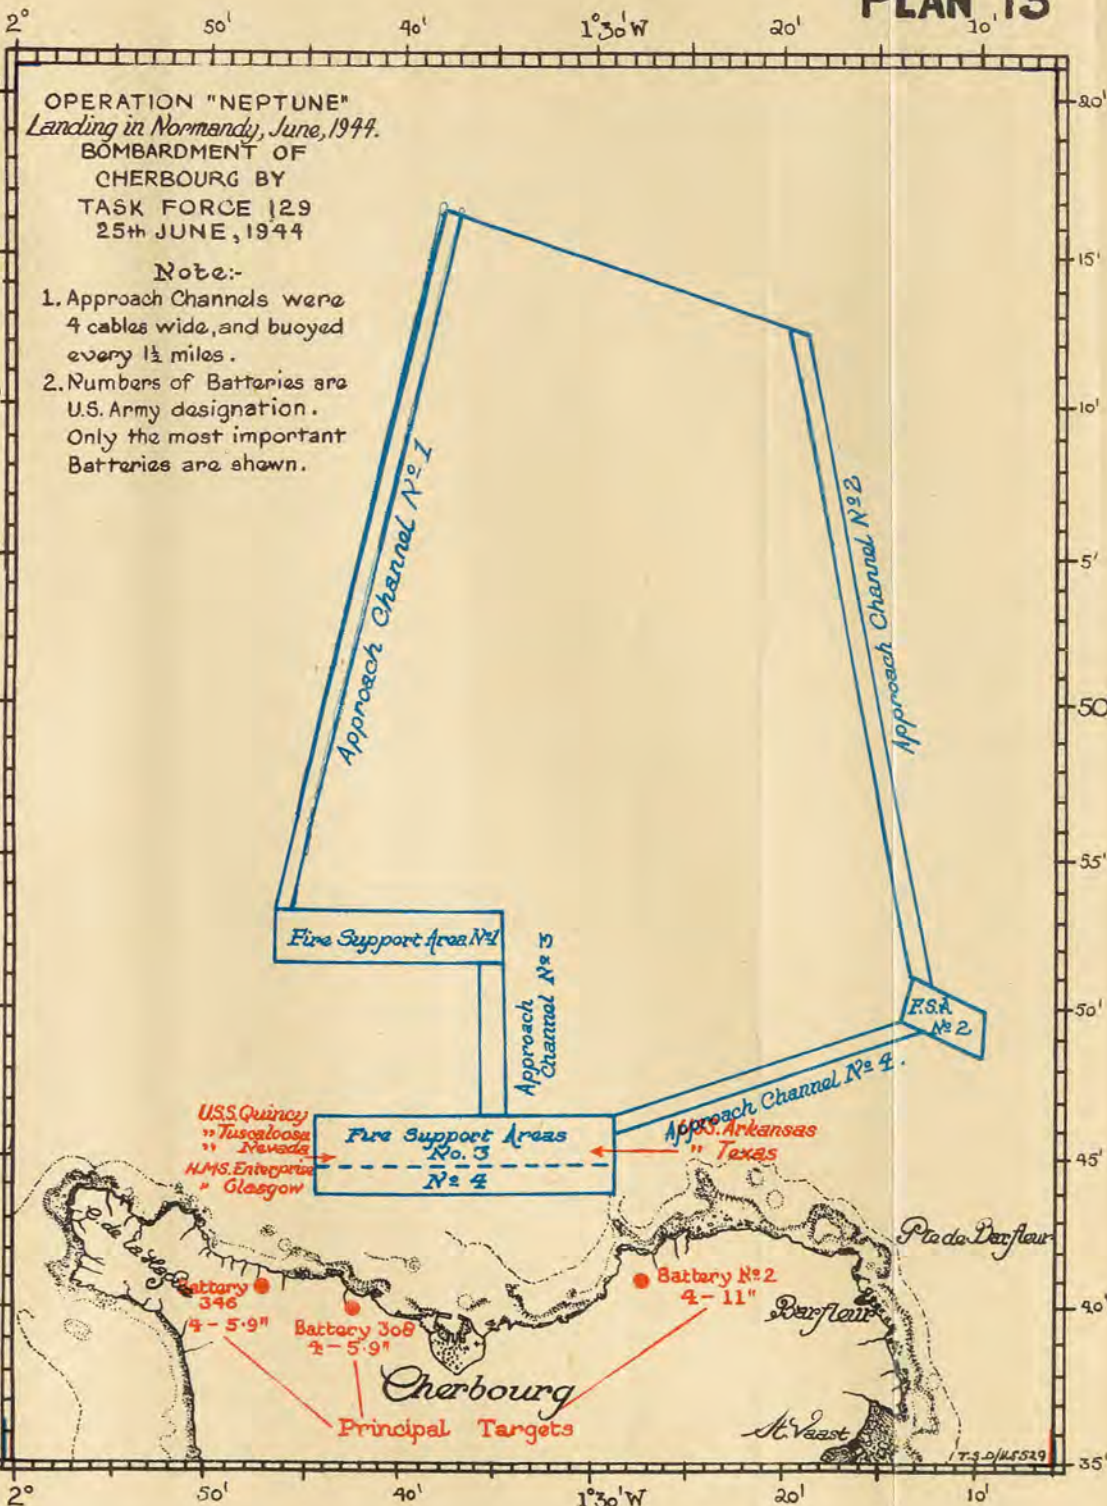 PLAN 13
2° 50' 40' 1°30'W 20' 10'
OPERATION "NEPTUNE"
Landing in Normandy, June, 1944.
BOMBARDMENT OF
CHERBOURG BY
TASK FORCE 129
25th JUNE, 1944
Note:-
1. Approach Channels were
4 cables wide, and buoyed
every 1½ miles.
2. Numbers of Batteries are
U.S. Army designation.
Only the most important
Batteries are shown.
20'
15'
10'
5'
50
55'
50'
45'
40'
35'
Approach Channel Nº 1
Approach Channel Nº 2
Fire Support Area Nº 1
Approach
Channel Nº 3
F.S.A.
Nº 2
Approach Channel Nº 4.
U.S.S. Quincy
" Tuscaloosa
" Nevada
H.M.S. Enterprise
" Glasgow
Fire Support Areas
No. 3
Nº 4
U.S.S. Arkansas
" Texas
C. de la Hague
Pte de Barfleur
Battery
346
4 - 5·9"
Battery 308
4 - 5·9"
Battery Nº 2
4 - 11"
Barfleur
Cherbourg
Principal Targets
St. Vaast
T.S.D/H.S529
2° 50' 40' 1°30'W 20' 10'